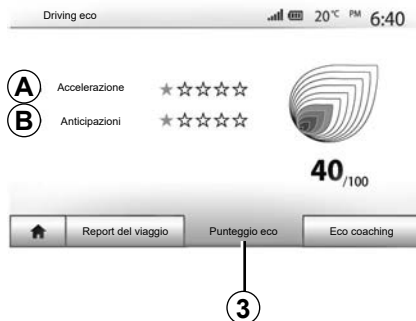 Driving eco 20°C PM 6:40
A Accelerazione
B Anticipazioni
40/100
Report del viaggio Punteggio eco Eco coaching
3